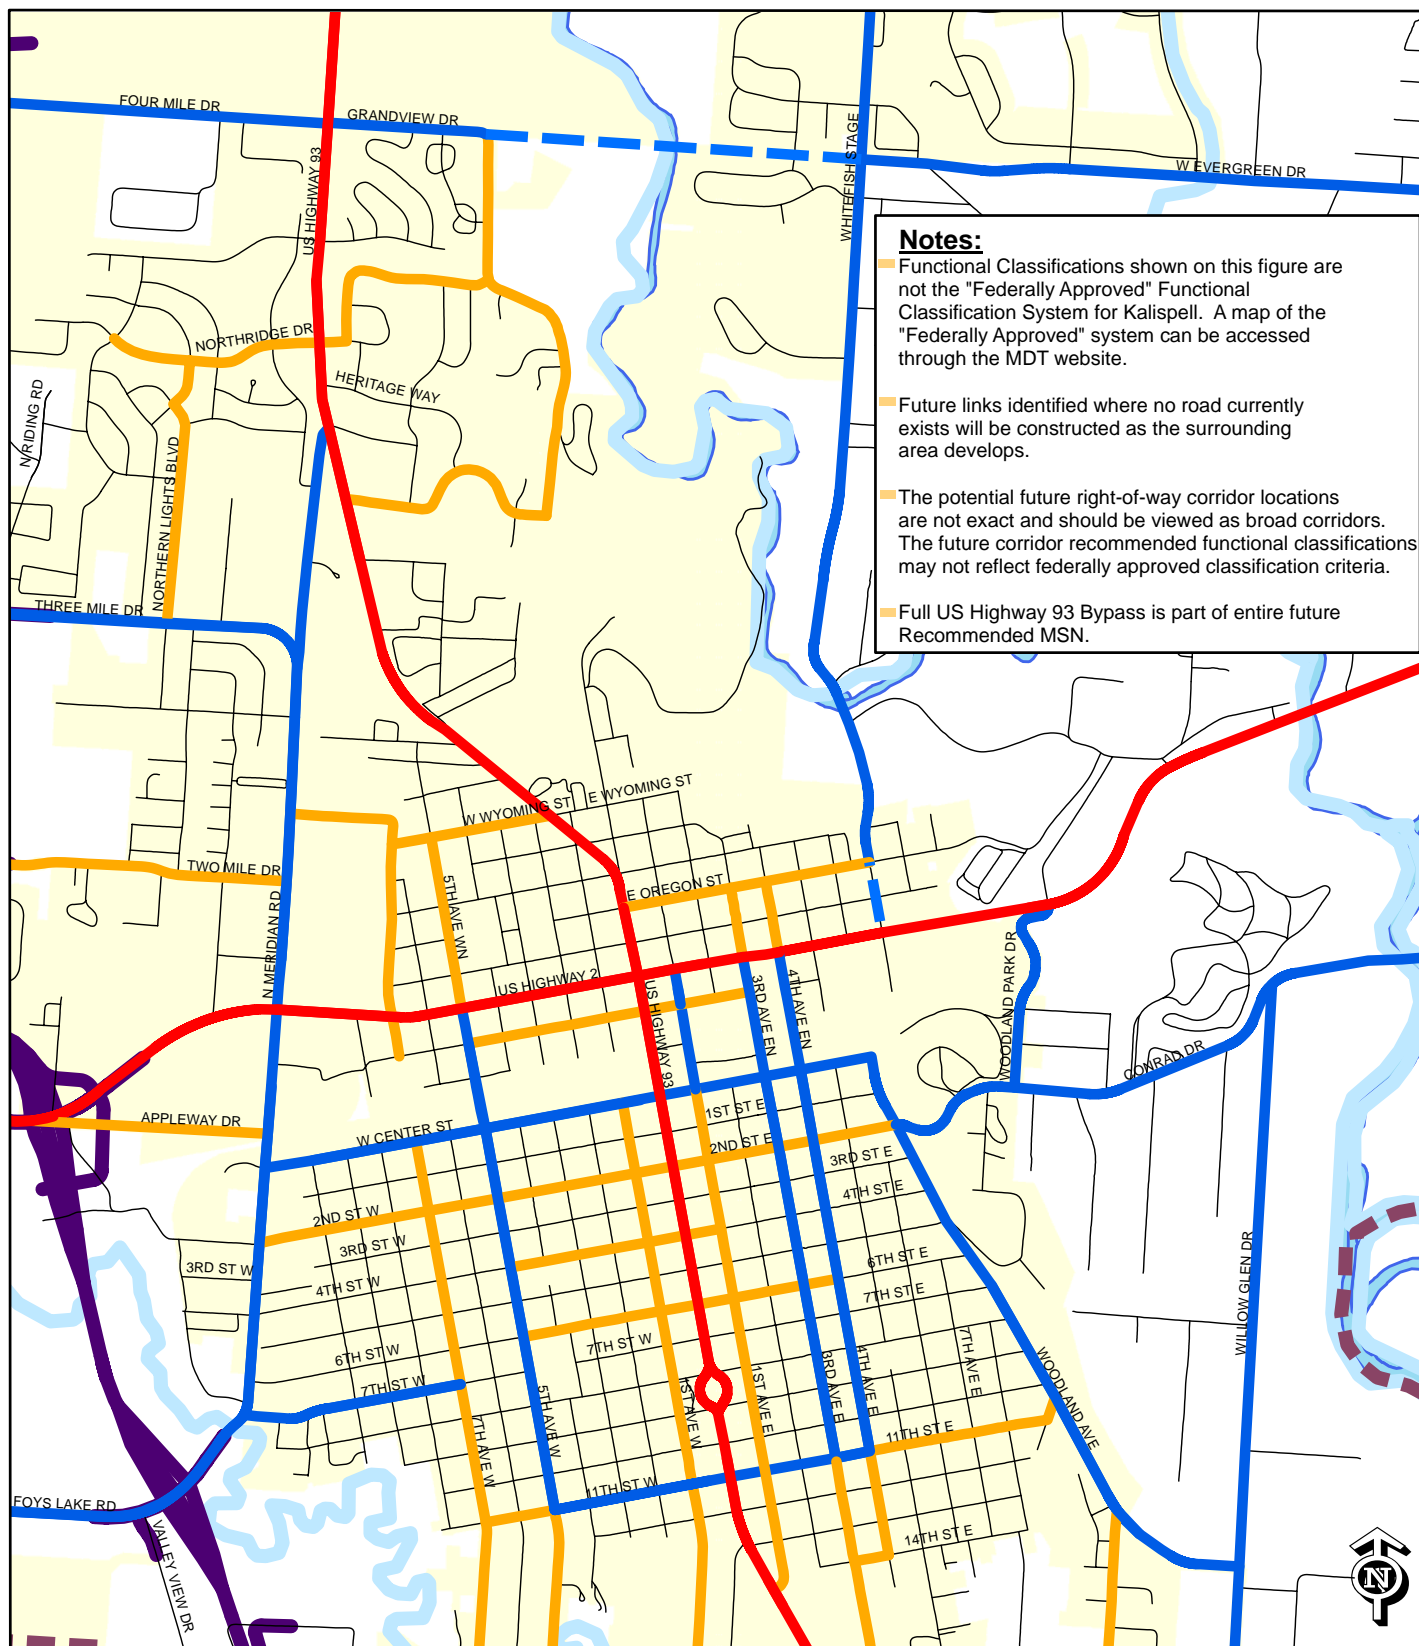 FOUR MILE DR
GRANDVIEW DR
US HIGHWAY 93
WHITEFISH STAGE
W EVERGREEN DR
Notes:
Functional Classifications shown on this figure are
not the "Federally Approved" Functional
Classification System for Kalispell.  A map of the
"Federally Approved" system can be accessed
through the MDT website.
Future links identified where no road currently
exists will be constructed as the surrounding
area develops.
The potential future right-of-way corridor locations
are not exact and should be viewed as broad corridors.
The future corridor recommended functional classifications
may not reflect federally approved classification criteria.
Full US Highway 93 Bypass is part of entire future
Recommended MSN.
NORTHRIDGE DR
HERITAGE WAY
N RIDING RD
NORTHERN LIGHTS BLVD
THREE MILE DR
W WYOMING ST
E WYOMING ST
TWO MILE DR
5TH AVE WN
E OREGON ST
N MERIDIAN RD
US HIGHWAY 2
US HIGHWAY 93
3RD AVE EN
4TH AVE EN
WOODLAND PARK DR
CONRAD DR
APPLEWAY DR
W CENTER ST
1ST ST E
2ND ST E
3RD ST E
4TH ST E
2ND ST W
3RD ST W
3RD ST W
4TH ST W
6TH ST E
7TH ST E
WILLOW GLEN DR
6TH ST W
7TH ST W
7TH ST W
7TH AVE E
WOODLAND AVE
5TH AVE W
1ST AVE W
1ST AVE E
3RD AVE E
4TH AVE E
7TH AVE W
11TH ST E
11TH ST W
FOYS LAKE RD
VALLEY VIEW DR
14TH ST E
N